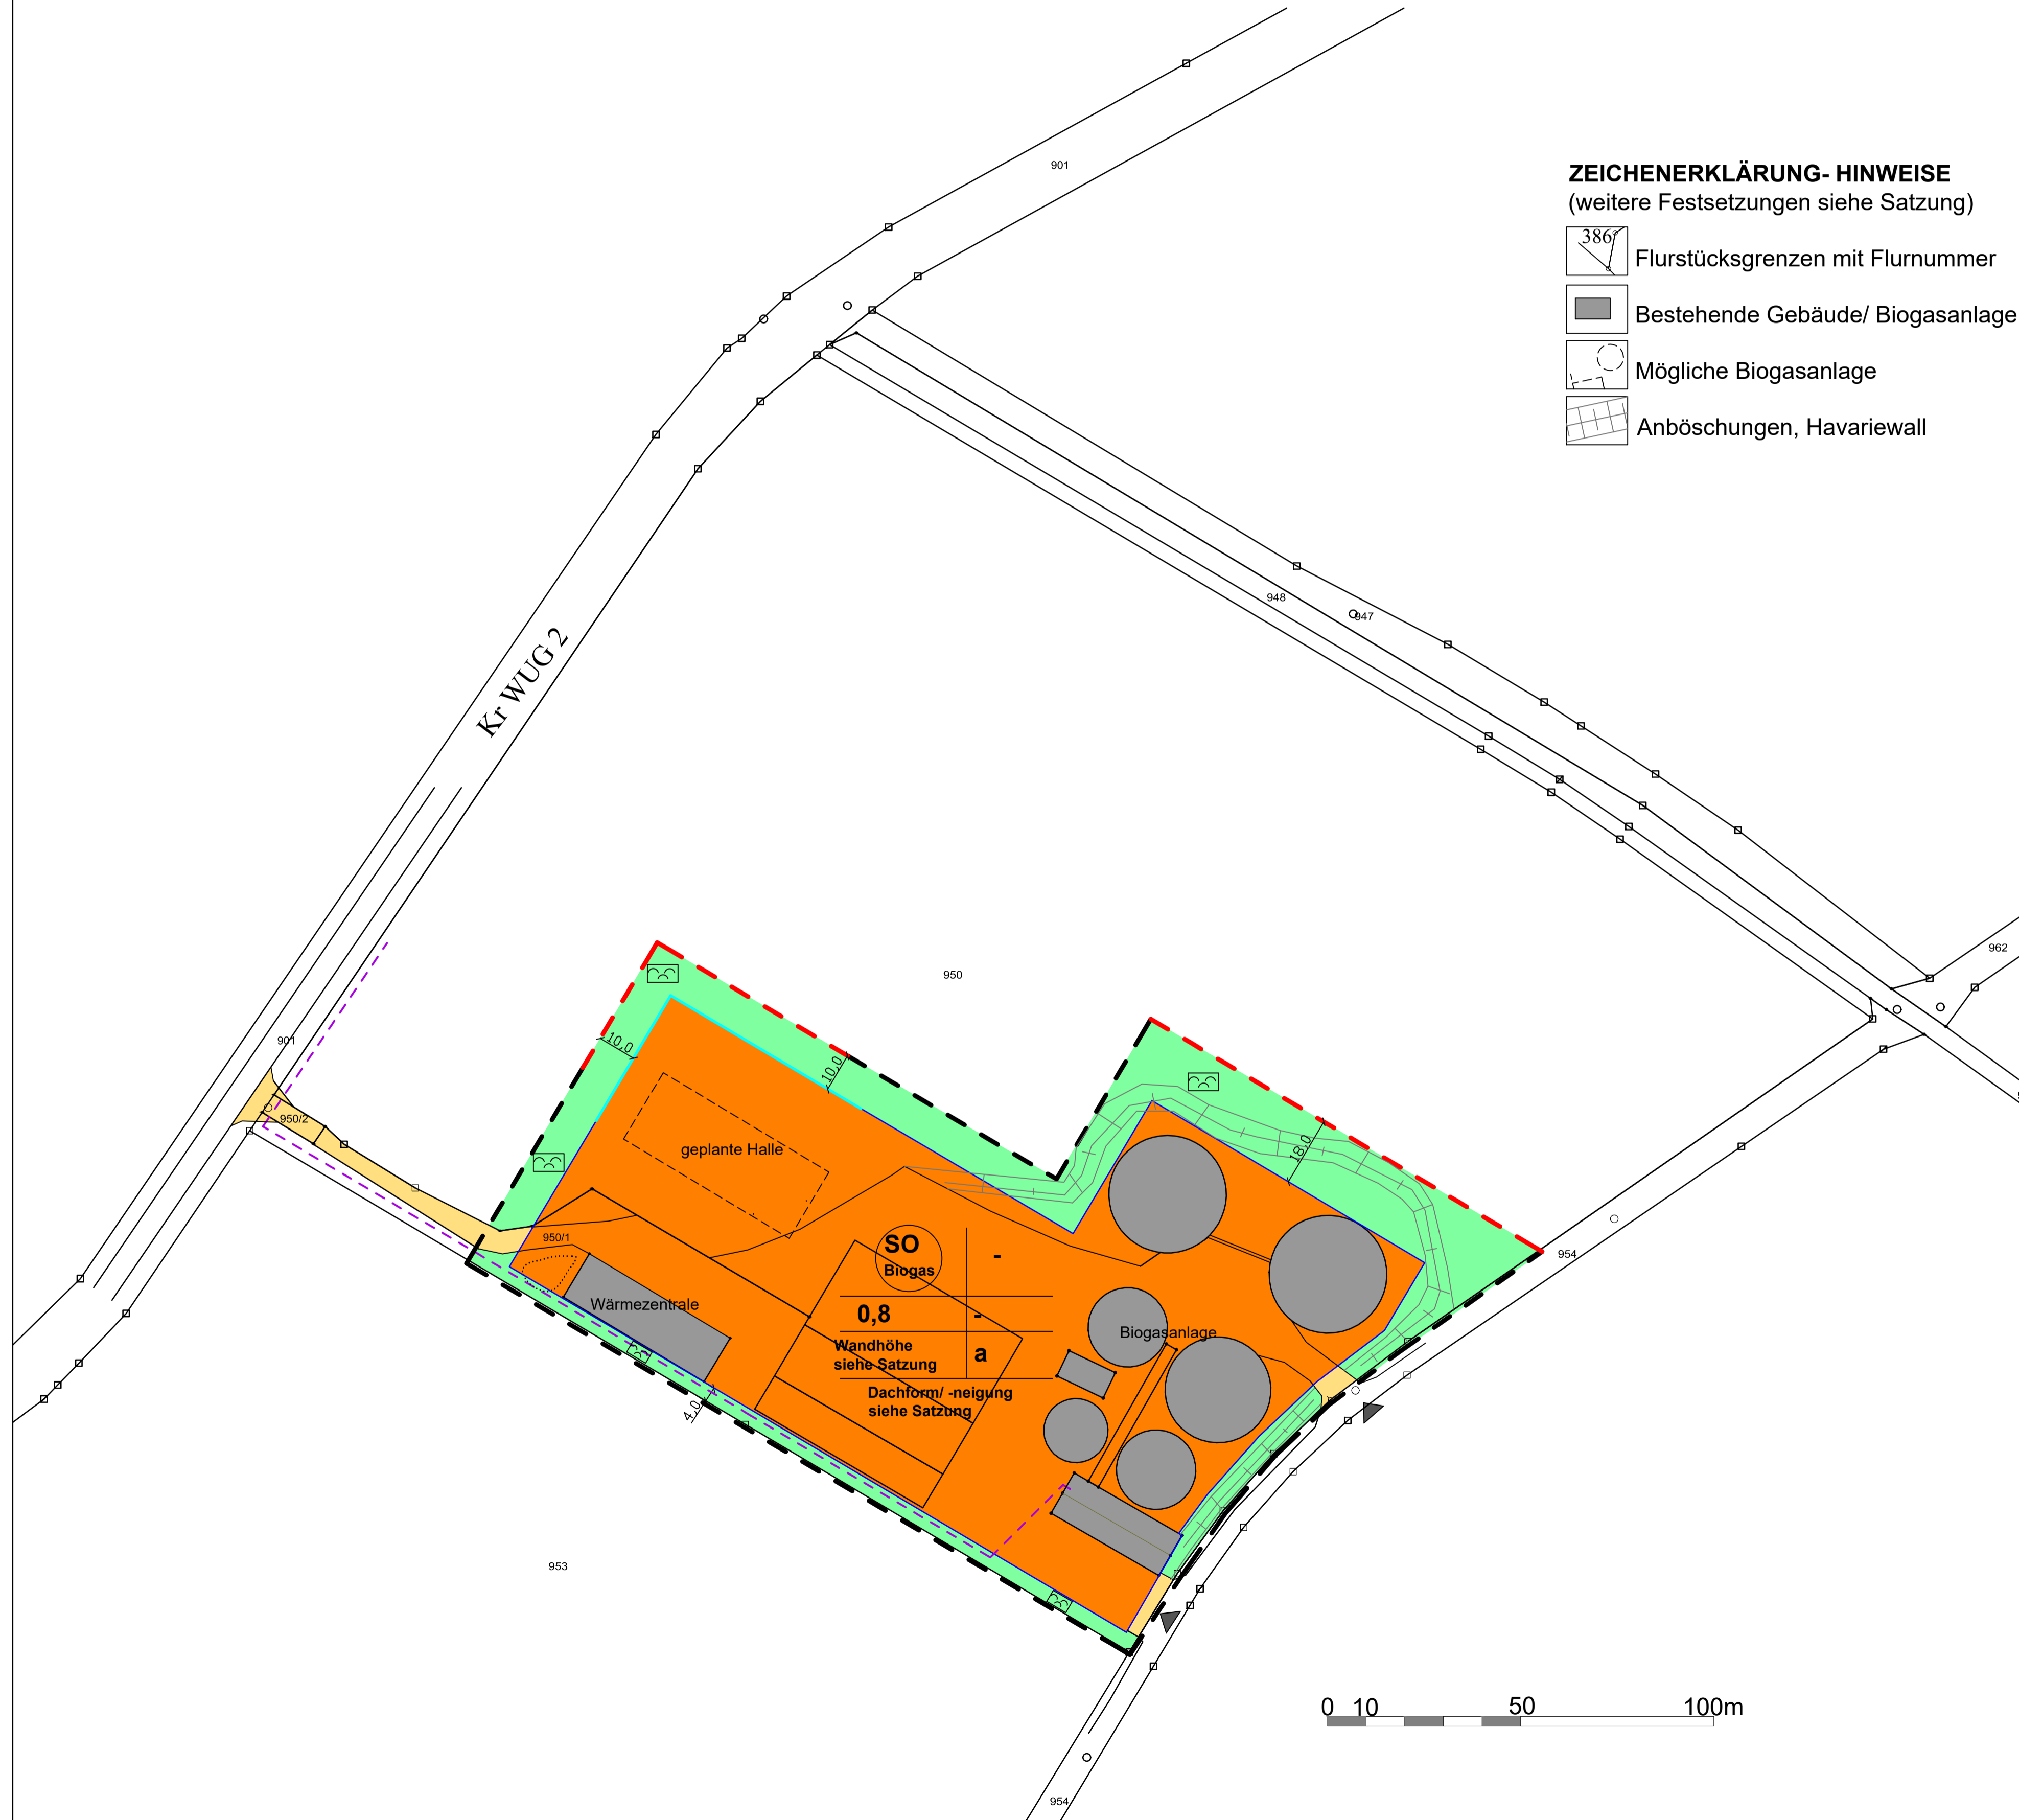 901
ZEICHENERKLÄRUNG- HINWEISE
(weitere Festsetzungen siehe Satzung)
386
Flurstücksgrenzen mit Flurnummer
Bestehende Gebäude/ Biogasanlage
Mögliche Biogasanlage
Anböschungen, Havariewall
948
947
Kr WUG 2
962
950
901
10,0
10,0
950/2
geplante Halle
18,0
950/1
SO
Biogas
-
954
Wärmezentrale
0,8
-
Biogasanlage
Wandhöhe
siehe Satzung
a
Dachform/ -neigung
siehe Satzung
4,0
953
0 10 50 100m
954